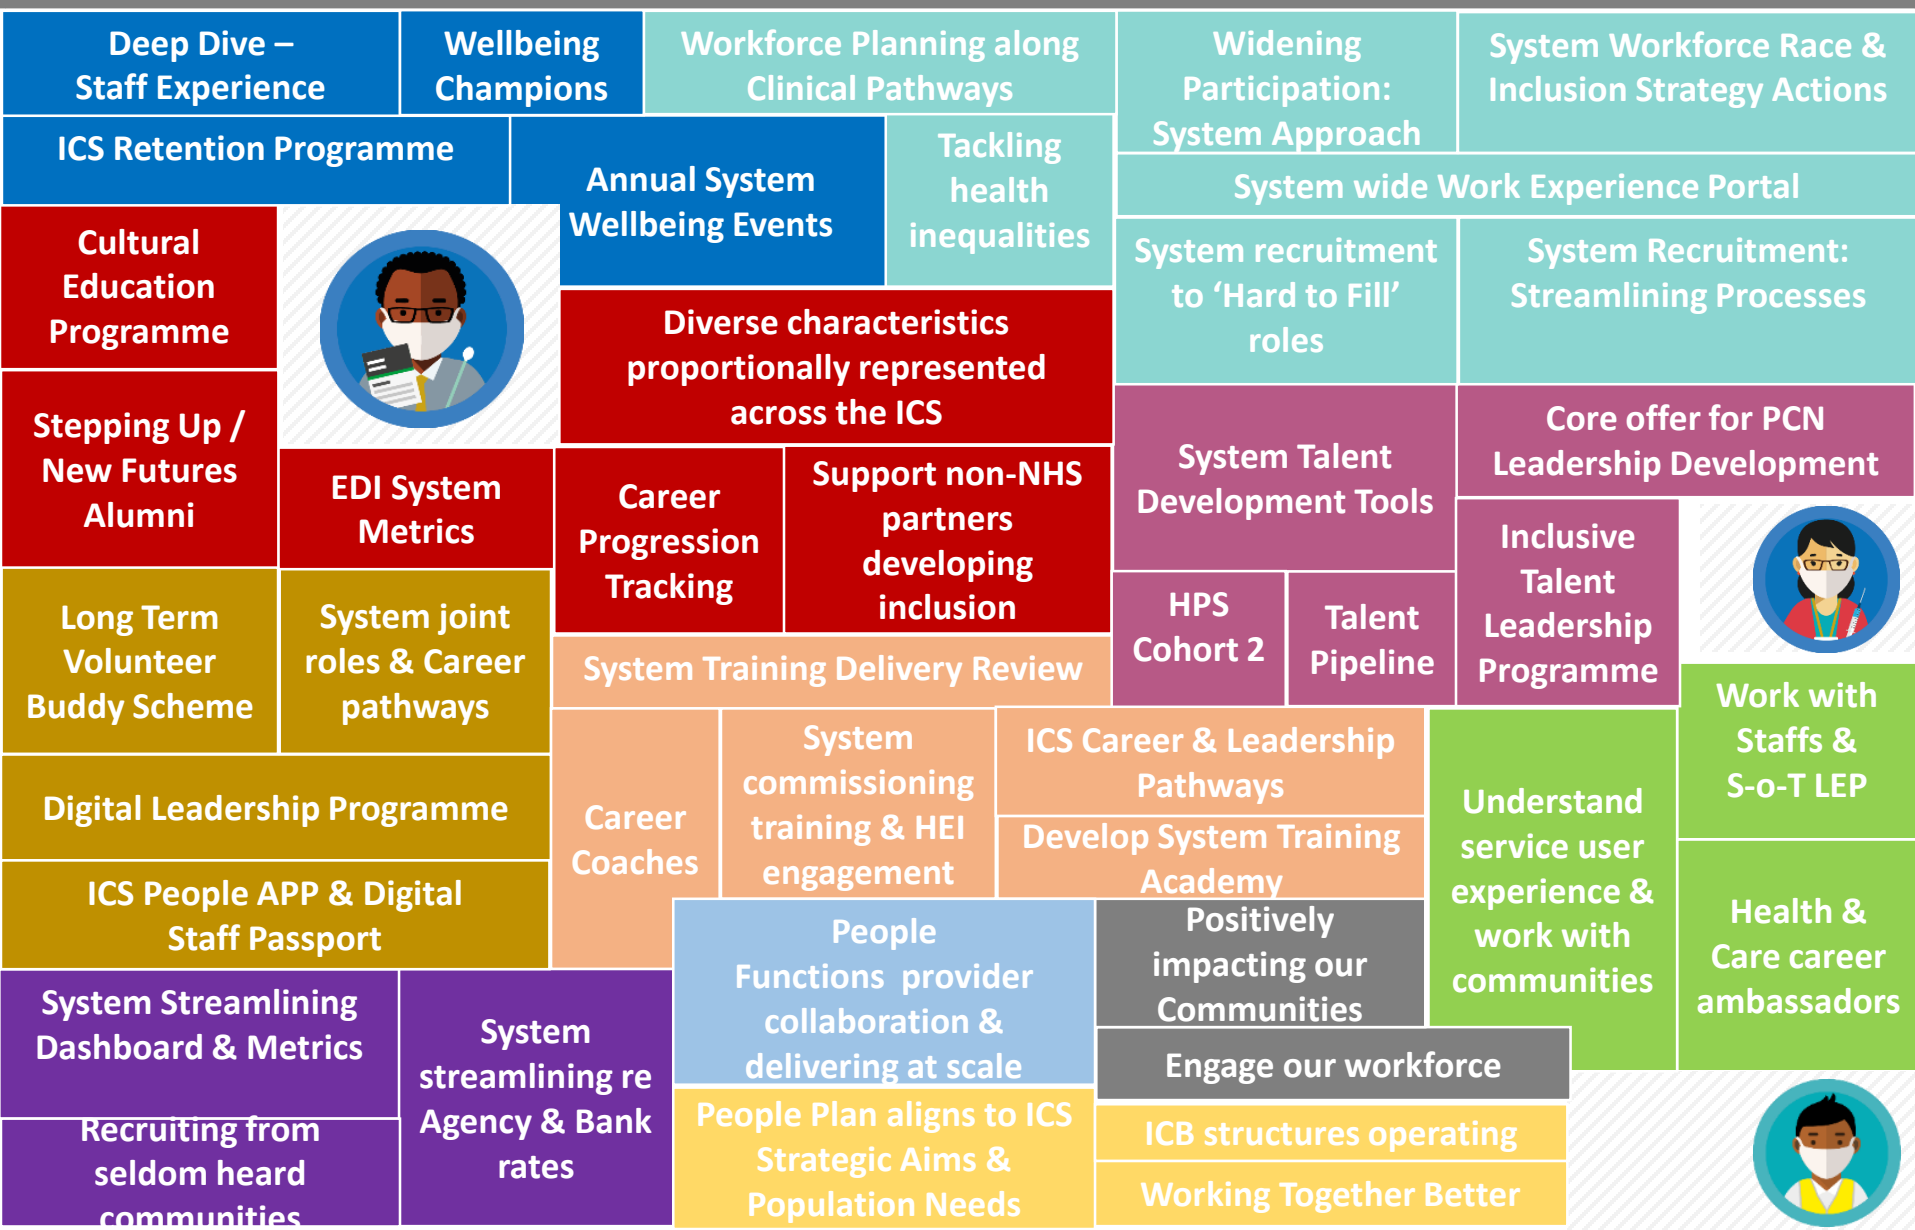 Deep Dive –
Staff Experience
Wellbeing
Champions
Workforce Planning along
Clinical Pathways
Widening
Participation:
System Approach
System Workforce Race &
Inclusion Strategy Actions
ICS Retention Programme
Annual System
Wellbeing Events
Tackling
health
inequalities
System wide Work Experience Portal
System recruitment
to ‘Hard to Fill’
roles
System Recruitment:
Streamlining Processes
Cultural
Education
Programme
Diverse characteristics
proportionally represented
across the ICS
Stepping Up /
New Futures
Alumni
EDI System
Metrics
Career
Progression
Tracking
Support non-NHS
partners
developing
inclusion
System Talent
Development Tools
Core offer for PCN
Leadership Development
Inclusive
Talent
Leadership
Programme
HPS
Cohort 2
Talent
Pipeline
Long Term
Volunteer
Buddy Scheme
System joint
roles & Career
pathways
System Training Delivery Review
Career
Coaches
System
commissioning
training & HEI
engagement
ICS Career & Leadership
Pathways
Develop System Training
Academy
Understand
service user
experience &
work with
communities
Work with
Staffs &
S-o-T LEP
Health &
Care career
ambassadors
Digital Leadership Programme
ICS People APP & Digital
Staff Passport
System Streamlining
Dashboard & Metrics
System
streamlining re
Agency & Bank
rates
Recruiting from
seldom heard
communities
People
Functions  provider
collaboration &
delivering at scale
Positively
impacting our
Communities
Engage our workforce
People Plan aligns to ICS
Strategic Aims &
Population Needs
ICB structures operating
Working Together Better